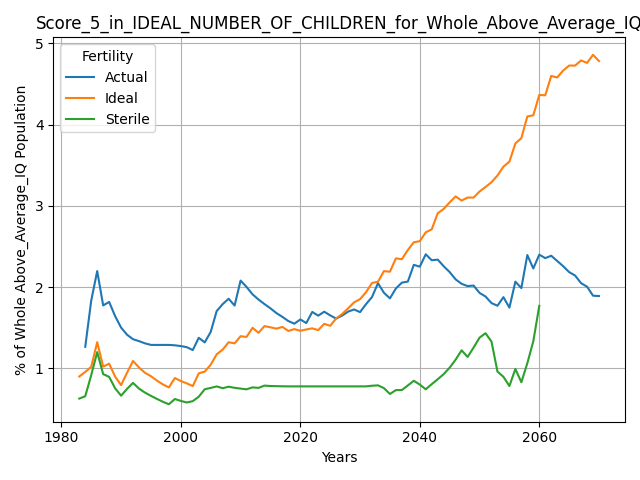 Score_5_in_IDEAL_NUMBER_OF_CHILDREN_for_Whole_Above_Average_IQ
Fertility
Actual
Ideal
Sterile
% of Whole Above_Average_IQ Population
5
4
3
2
1
1980 2000 2020 2040 2060
Years